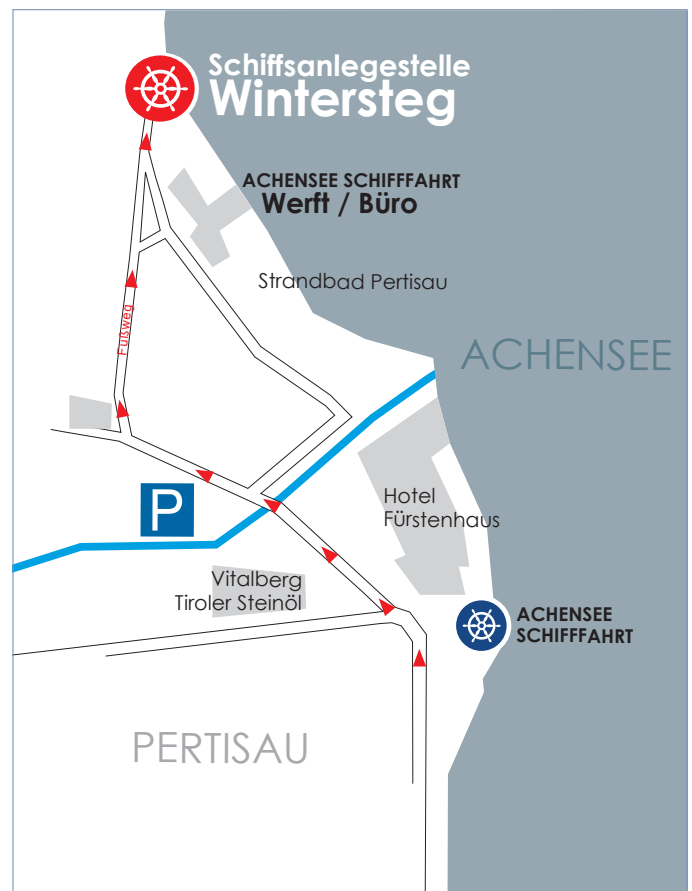 Schiffsanlegestelle
Wintersteg
ACHENSEE SCHIFFFAHRT
Werft / Büro
Strandbad Pertisau
Fußweg
ACHENSEE
P
Hotel
Fürstenhaus
Vitalberg
Tiroler Steinöl
ACHENSEE
SCHIFFFAHRT
PERTISAU